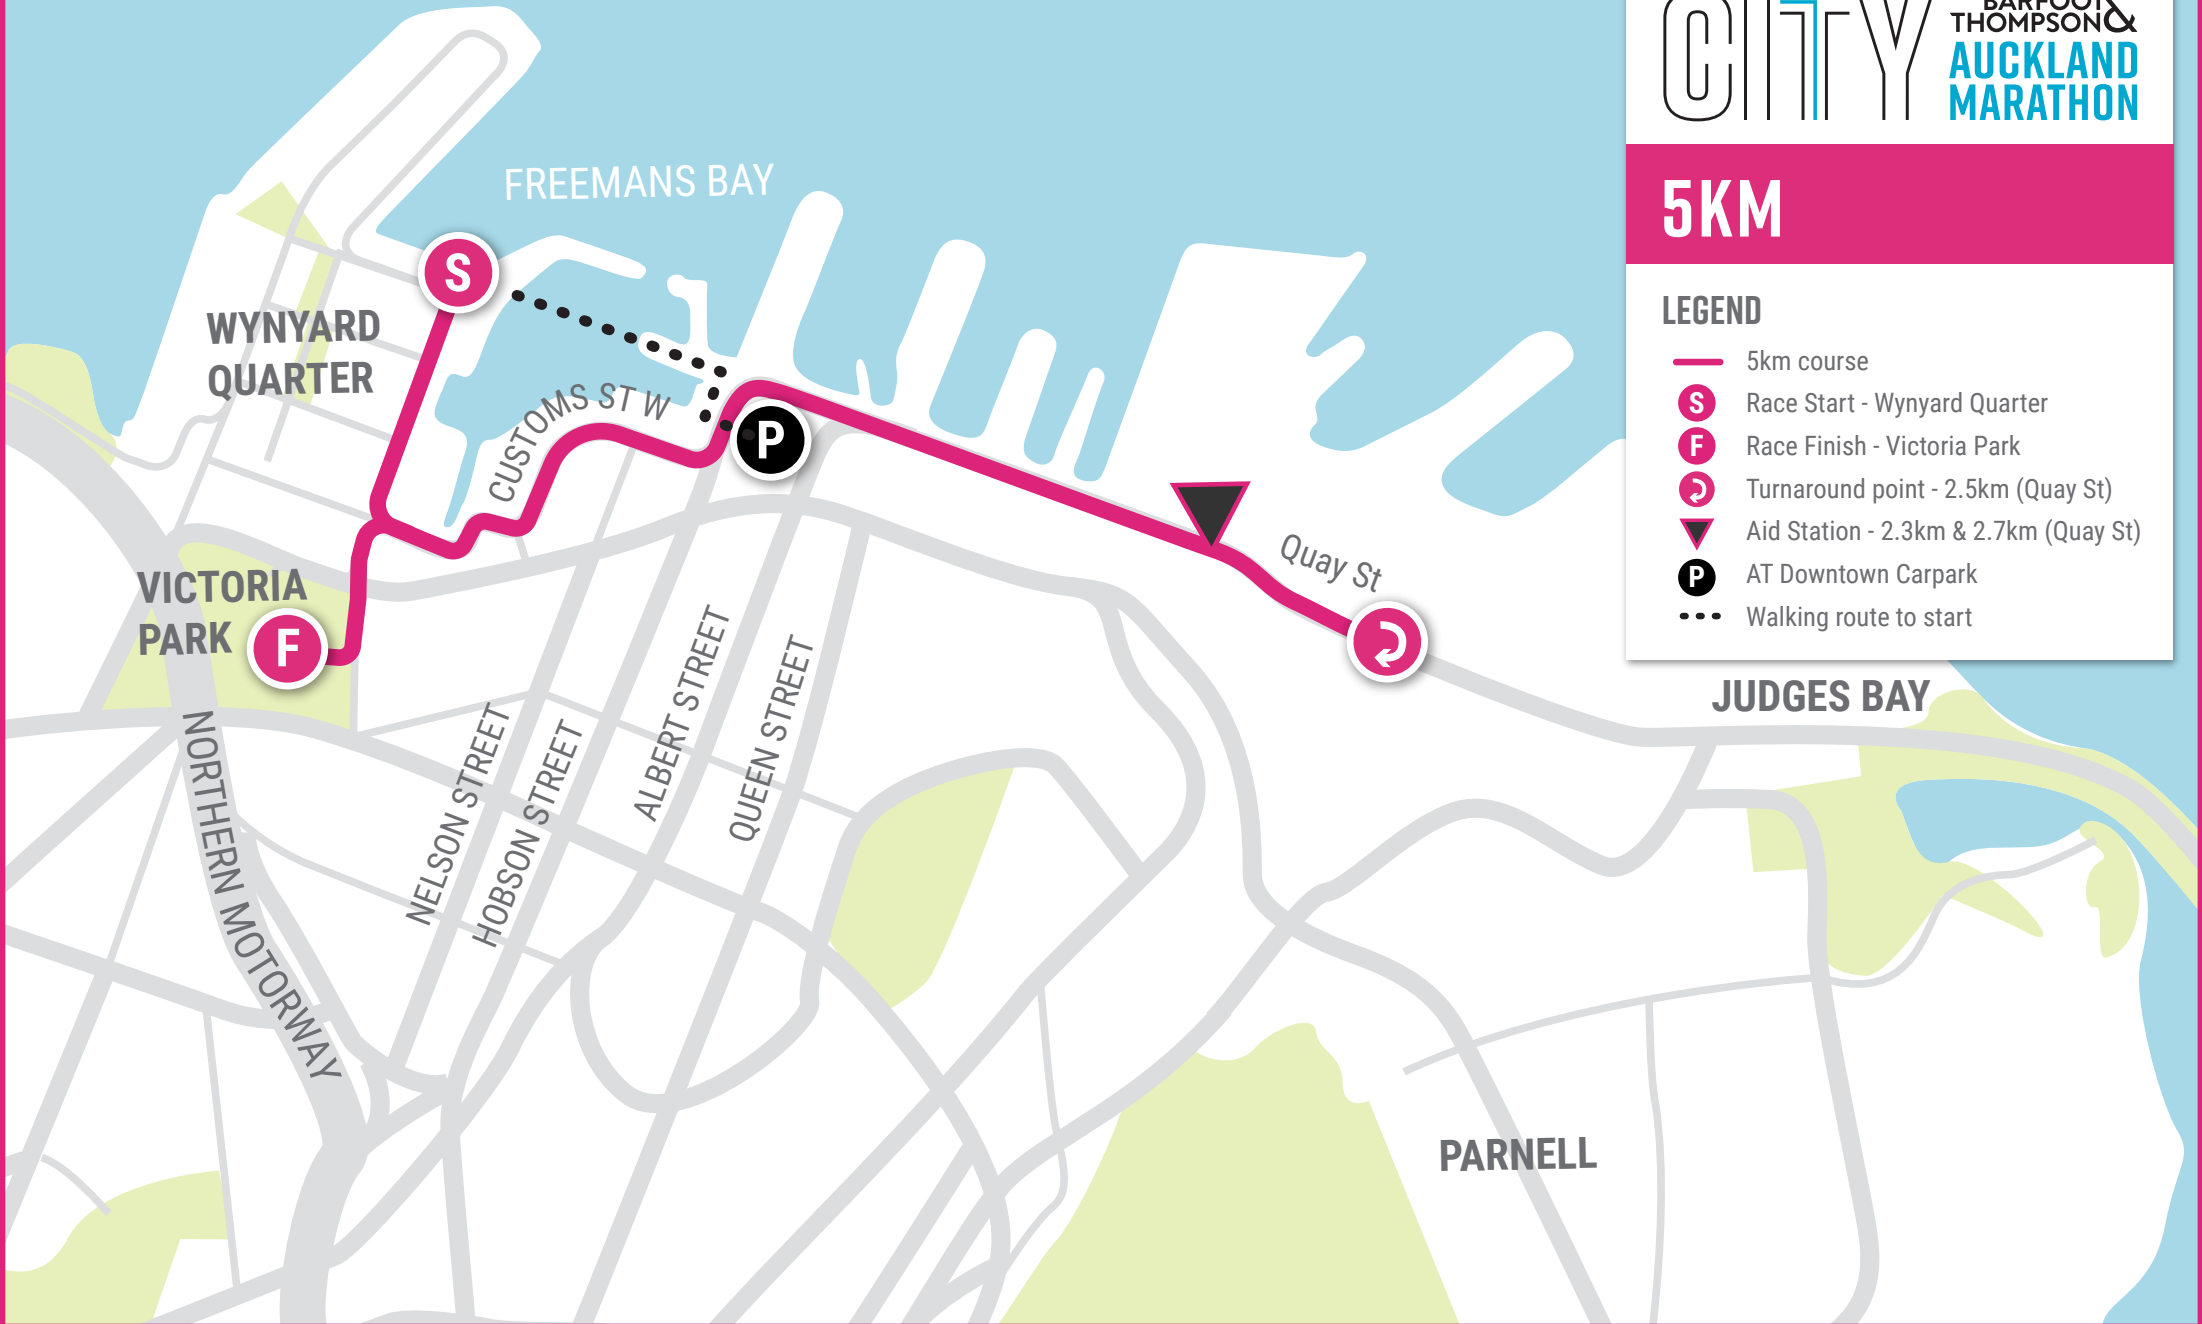 CITY
BARFOOT
THOMPSON&
AUCKLAND
MARATHON
5KM
LEGEND
5km course
S Race Start - Wynyard Quarter
F Race Finish - Victoria Park
Turnaround point - 2.5km (Quay St)
Aid Station - 2.3km & 2.7km (Quay St)
P AT Downtown Carpark
Walking route to start
FREEMANS BAY
S
WYNYARD
QUARTER
CUSTOMS ST W
P
Quay St
VICTORIA
PARK
F
JUDGES BAY
NORTHERN MOTORWAY
NELSON STREET
HOBSON STREET
ALBERT STREET
QUEEN STREET
PARNELL